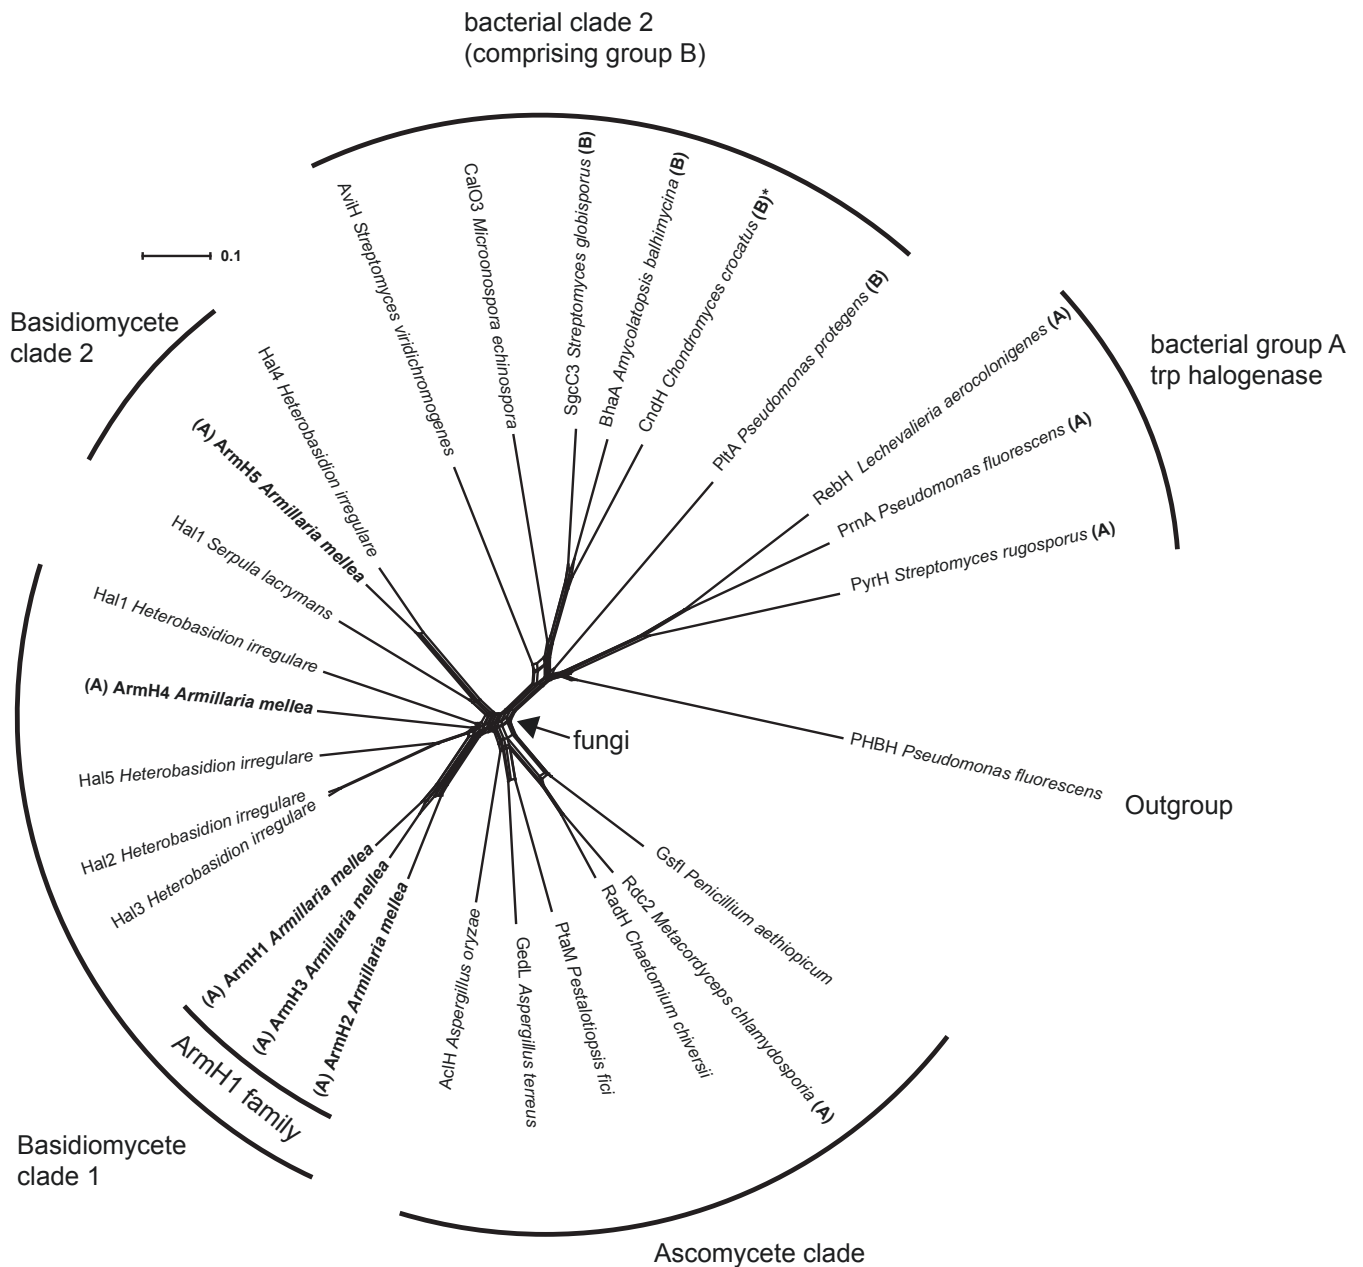 bacterial clade 2
(comprising group B)
AviH Streptomyces viridichromogenes
CalO3 Microonospora echinospora
SgcC3 Streptomyces globisporus (B)
BhaA Amycolatopsis balhimycina (B)
CndH Chondromyces crocatus (B)*
PltA Pseudomonas protegens (B)
0.1
bacterial group A
trp halogenase
RebH Lechevalieria aerocolonigenes (A)
PrnA Pseudomonas fluorescens (A)
PyrH Streptomyces rugosporus (A)
Basidiomycete
clade 2
Hal4 Heterobasidion irregulare
(A) ArmH5 Armillaria mellea
Hal1 Serpula lacrymans
Hal1 Heterobasidion irregulare
(A) ArmH4 Armillaria mellea
Hal5 Heterobasidion irregulare
Hal2 Heterobasidion irregulare
Hal3 Heterobasidion irregulare
(A) ArmH1 Armillaria mellea
(A) ArmH3 Armillaria mellea
(A) ArmH2 Armillaria mellea
ArmH1 family
Basidiomycete
clade 1
fungi
PHBH Pseudomonas fluorescens
Outgroup
AclH Aspergillus oryzae
GedL Aspergillus terreus
PtaM Pestalotiopsis fici
RadH Chaetomium chiversii
Rdc2 Metacordyceps chlamydosporia (A)
GsfI Penicillium aethiopicum
Ascomycete clade